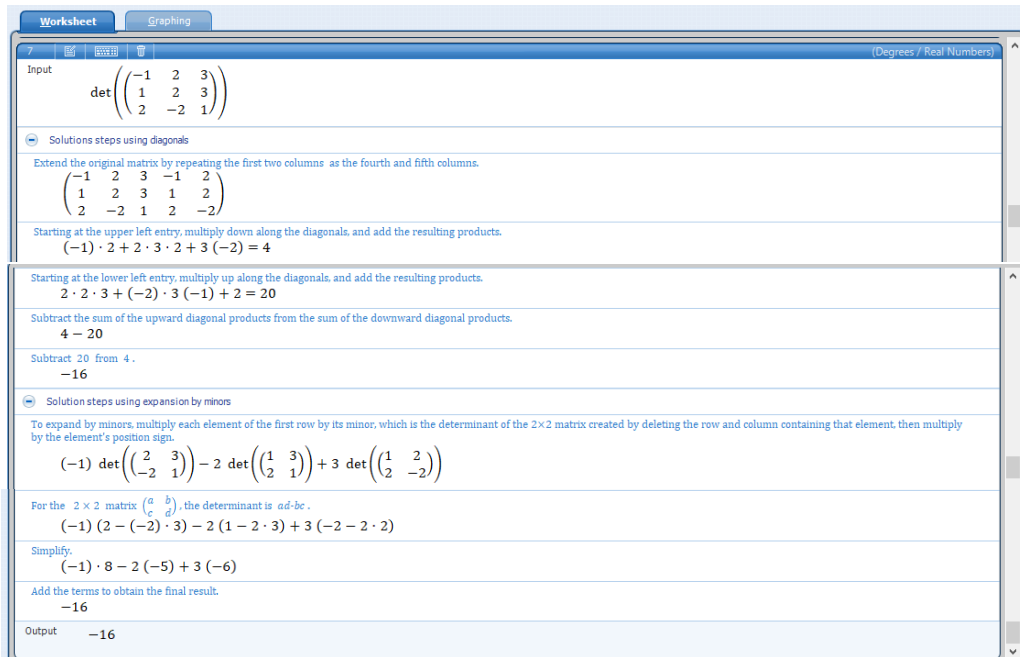 Worksheet Graphing
7 (Degrees / Real Numbers)
Input
det((−1 2 3
1 2 3
2 −2 1))
Solutions steps using diagonals
Extend the original matrix by repeating the first two columns as the fourth and fifth columns.
(−1 2 3 −1 2
1 2 3 1 2
2 −2 1 2 −2)
Starting at the upper left entry, multiply down along the diagonals, and add the resulting products.
(−1) · 2 + 2 · 3 · 2 + 3 (−2) = 4
Starting at the lower left entry, multiply up along the diagonals, and add the resulting products.
2 · 2 · 3 + (−2) · 3 (−1) + 2 = 20
Subtract the sum of the upward diagonal products from the sum of the downward diagonal products.
4 − 20
Subtract 20 from 4 .
−16
Solution steps using expansion by minors
To expand by minors, multiply each element of the first row by its minor, which is the determinant of the 2×2 matrix created by deleting the row and column containing that element, then multiply
by the element's position sign.
(−1) det((2 3
−2 1)) − 2 det((1 3
2 1)) + 3 det((1 2
2 −2))
For the 2 × 2 matrix (a b
c d), the determinant is ad-bc .
(−1) (2 − (−2) · 3) − 2 (1 − 2 · 3) + 3 (−2 − 2 · 2)
Simplify.
(−1) · 8 − 2 (−5) + 3 (−6)
Add the terms to obtain the final result.
−16
Output −16